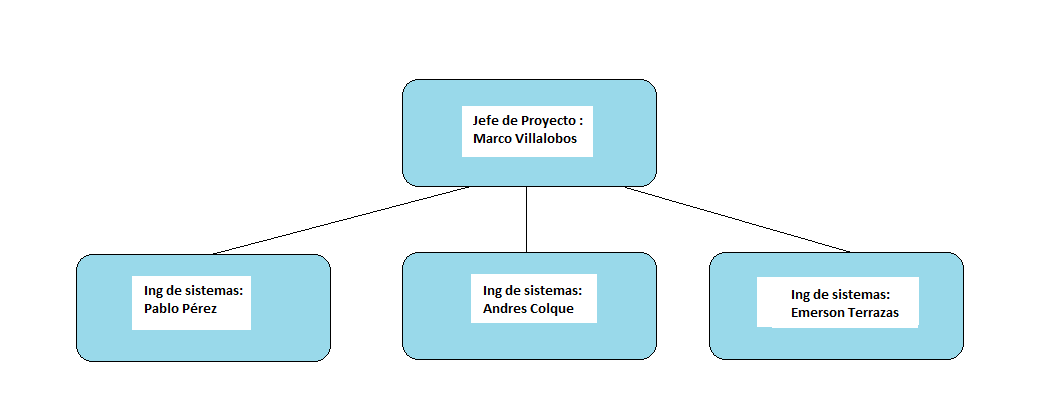 Jefe de Proyecto :
Marco Villalobos
Ing de sistemas:
Pablo Pérez
Ing de sistemas:
Andres Colque
Ing de sistemas:
Emerson Terrazas